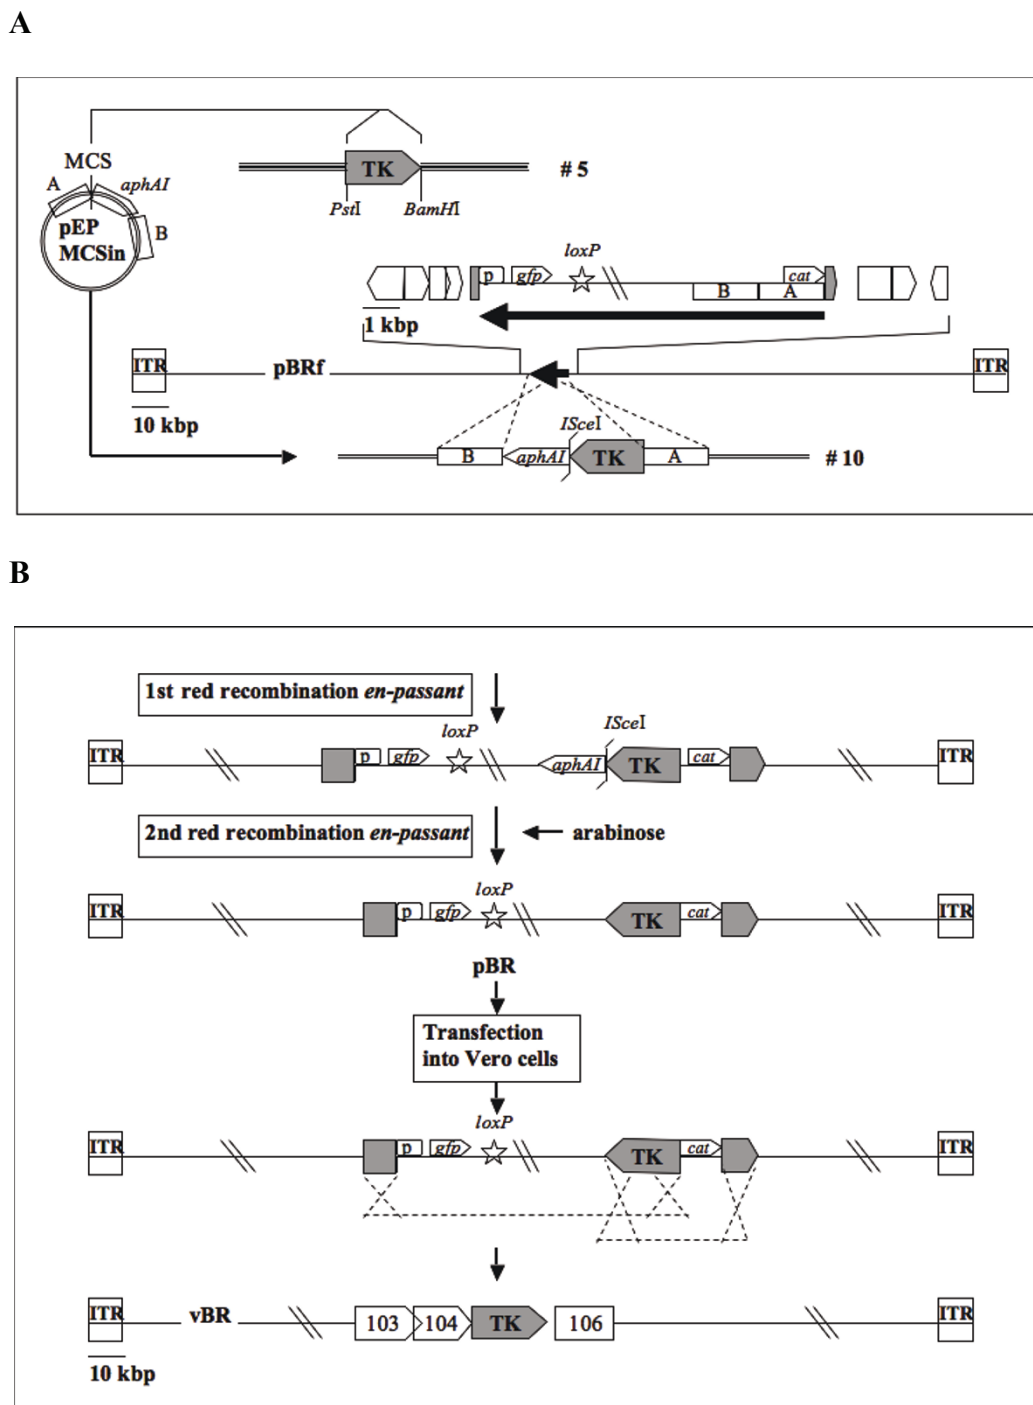 A
MCS
A
aphAI
pEP
MCSin
B
TK
# 5
PstI
BamHI
loxP
p
gfp
cat
B
A
1 kbp
ITR
pBRf
ITR
10 kbp
ISceI
B
aphAI
TK
A
# 10
B
1st red recombination en-passant
loxP
ISceI
ITR
p
gfp
aphAI
TK
cat
ITR
2nd red recombination en-passant
arabinose
loxP
ITR
p
gfp
TK
cat
ITR
pBR
Transfection
into Vero cells
loxP
ITR
p
gfp
TK
cat
ITR
ITR
vBR
103
104
TK
106
ITR
10 kbp